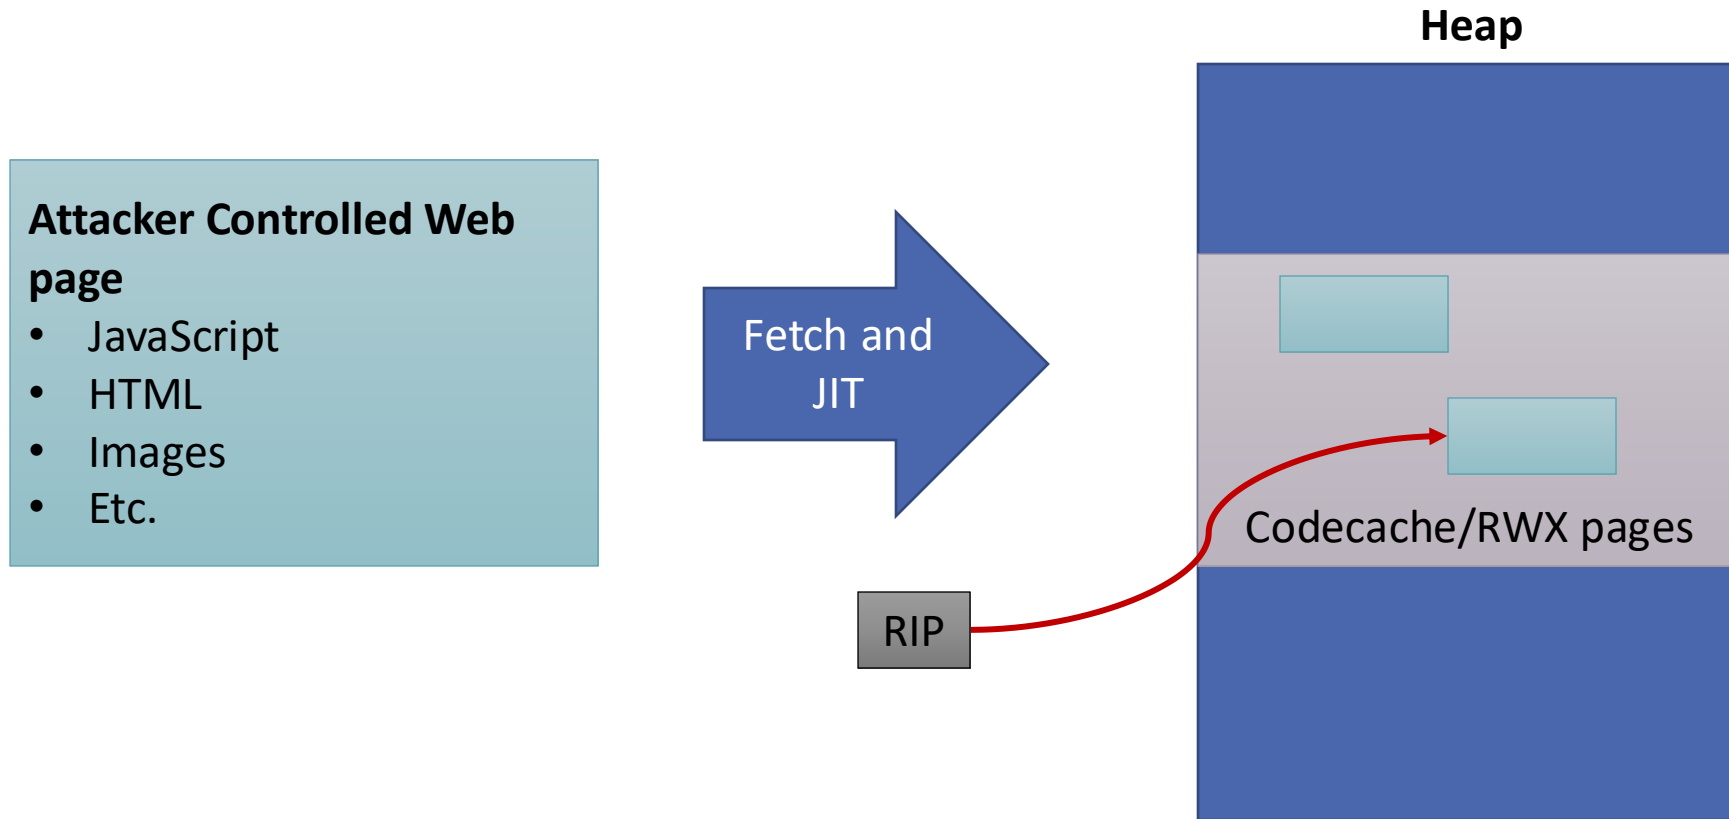 Heap
Attacker Controlled Web
page
• JavaScript
• HTML
• Images
• Etc.
Fetch and
JIT
Codecache/RWX pages
RIP